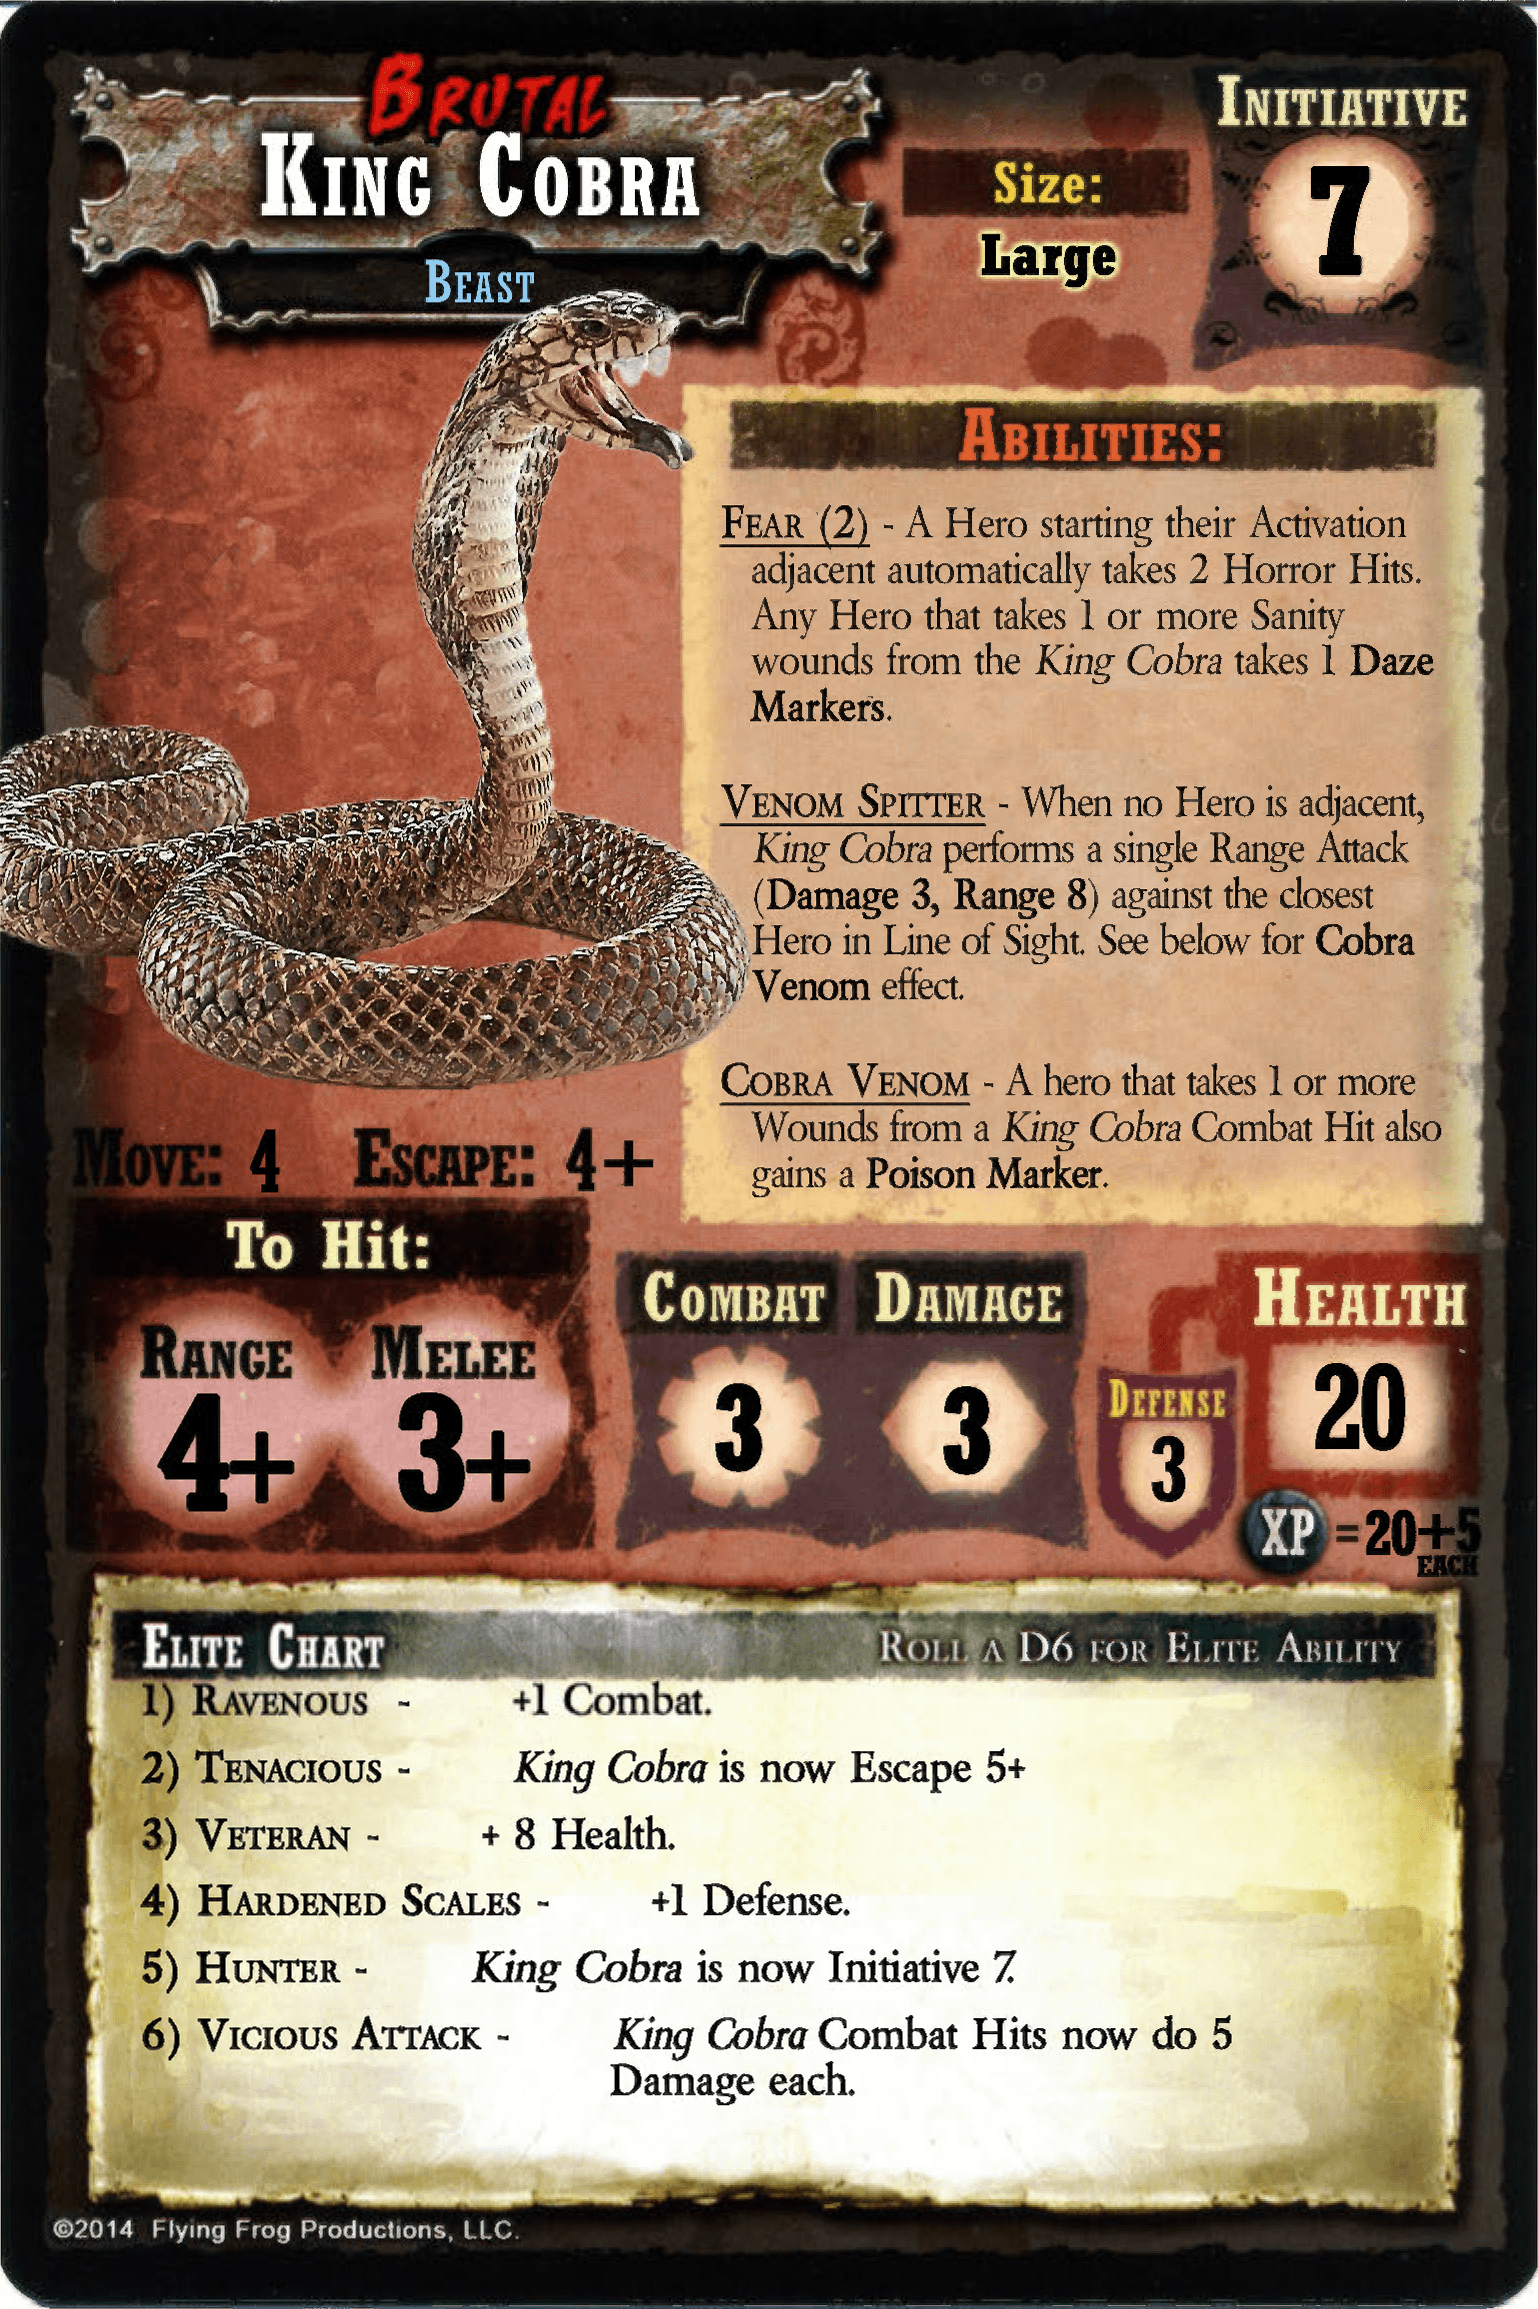 BRUTAL
KING COBRA
BEAST
Size:
Large
INITIATIVE
7
ABILITIES:
FEAR (2) - A Hero starting their Activation
adjacent automatically takes 2 Horror Hits.
Any Hero that takes 1 or more Sanity
wounds from the King Cobra takes 1 Daze
Markers.
VENOM SPITTER - When no Hero is adjacent,
King Cobra performs a single Range Attack
(Damage 3, Range 8) against the closest
Hero in Line of Sight. See below for Cobra
Venom effect.
COBRA VENOM - A hero that takes 1 or more
Wounds from a King Cobra Combat Hit also
gains a Poison Marker.
MOVE: 4 ESCAPE: 4+
To Hit:
RANGE MELEE
4+ 3+
COMBAT
3
DAMAGE
3
DEFENSE
3
HEALTH
20
XP =20+5
EACH
ELITE CHART ROLL A D6 FOR ELITE ABILITY
1) RAVENOUS - +1 Combat.
2) TENACIOUS - King Cobra is now Escape 5+
3) VETERAN - + 8 Health.
4) HARDENED SCALES - +1 Defense.
5) HUNTER - King Cobra is now Initiative 7.
6) VICIOUS ATTACK - King Cobra Combat Hits now do 5
Damage each.
©2014 Flying Frog Productions, LLC.